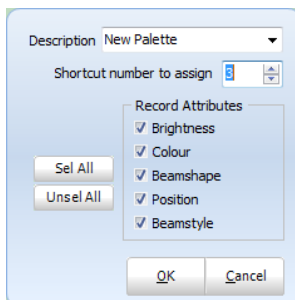 Description New Palette
Shortcut number to assign 3
Record Attributes
Brightness
Colour
Sel All
Beamshape
Unsel All
Position
Beamstyle
OK Cancel